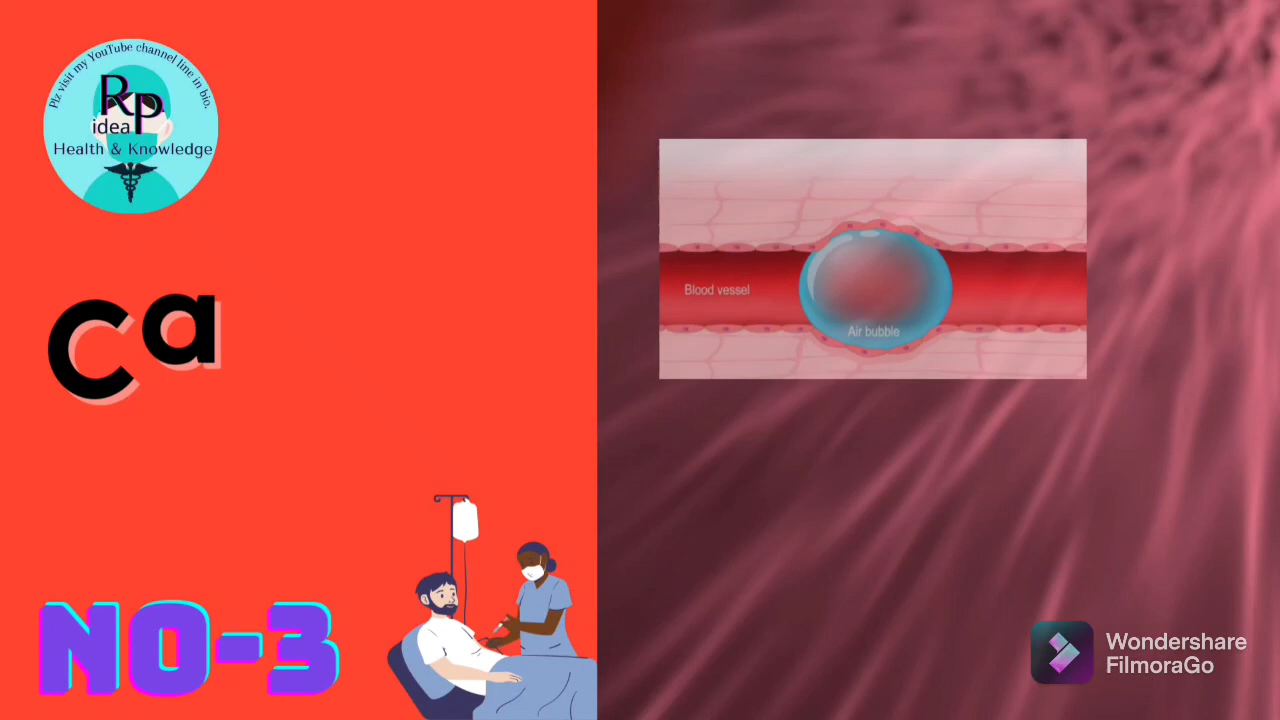 Plz visit my YouTube channel line in bio.
RP
idea
Health & Knowledge
Ca
NO-3
Blood vessel
Air bubble
Wondershare
FilmoraGo